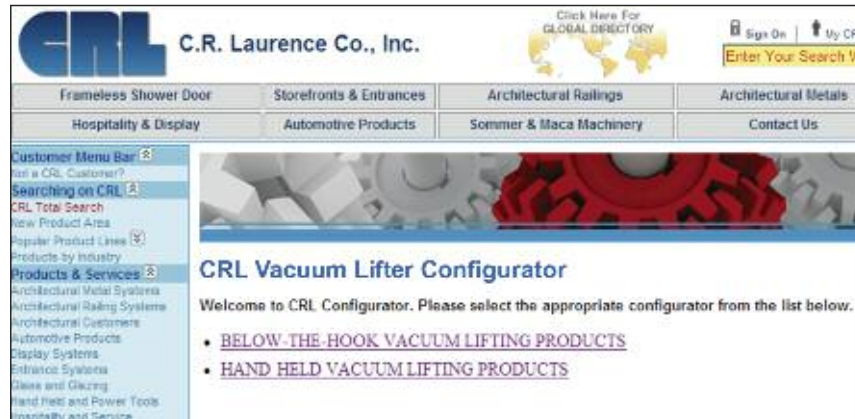 CRL C.R. Laurence Co., Inc.
Click Here For
GLOBAL DIRECTORY
Sign On | My CR
Enter Your Search W
Frameless Shower Door Storefronts & Entrances Architectural Railings Architectural Metals
Hospitality & Display Automotive Products Sommer & Maca Machinery Contact Us
Customer Menu Bar
Not a CRL Customer?
Searching on CRL
CRL Total Search
New Product Area
Popular Product Lines
Products by Industry
Products & Services
Architectural Metal Systems
Architectural Railing Systems
Architectural Customers
Automotive Products
Display Systems
Entrance Systems
Glass and Glazing
Hand Held and Power Tools
Hospitality and Service
CRL Vacuum Lifter Configurator
Welcome to CRL Configurator. Please select the appropriate configurator from the list below.
• BELOW-THE-HOOK VACUUM LIFTING PRODUCTS
• HAND HELD VACUUM LIFTING PRODUCTS